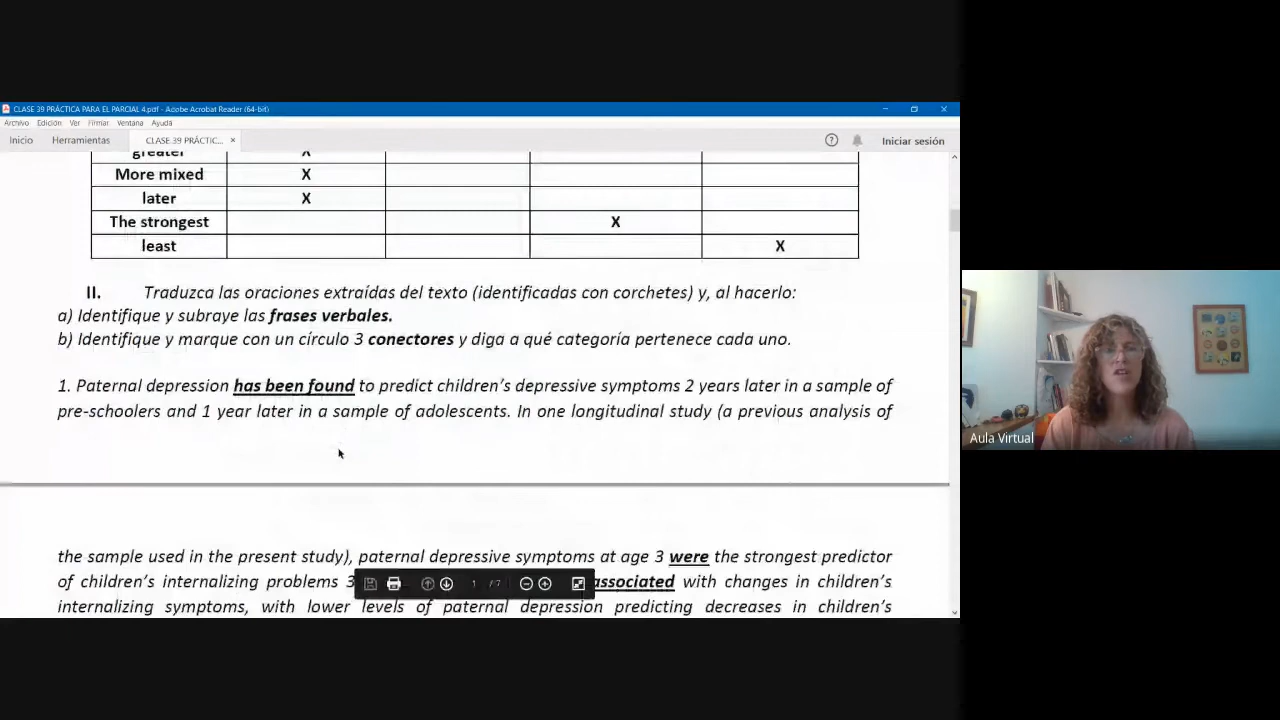 CLASE 39 PRÁCTICA PARA EL PARCIAL 4.pdf - Adobe Acrobat Reader (64-bit)
Archivo Edición Ver Firmar Ventana Ayuda
Inicio Herramientas CLASE 39 PRÁCTIC... × Iniciar sesión
greater X
More mixed X
later X
The strongest X
least X
II. Traduzca las oraciones extraídas del texto (identificadas con corchetes) y, al hacerlo:
a) Identifique y subraye las frases verbales.
b) Identifique y marque con un círculo 3 conectores y diga a qué categoría pertenece cada uno.
1. Paternal depression has been found to predict children's depressive symptoms 2 years later in a sample of
pre-schoolers and 1 year later in a sample of adolescents. In one longitudinal study (a previous analysis of
the sample used in the present study), paternal depressive symptoms at age 3 were the strongest predictor
of children's internalizing problems 3 associated with changes in children's
1 / 7
internalizing symptoms, with lower levels of paternal depression predicting decreases in children's
Aula Virtual